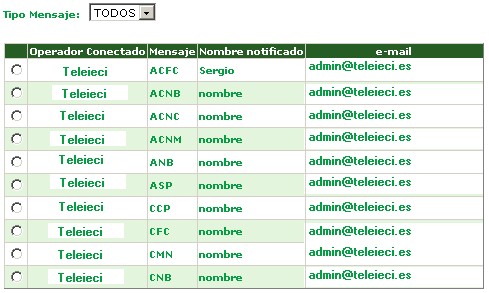 Tipo Mensaje: TODOS
Operador Conectado Mensaje Nombre notificado e-mail
Teleieci ACFC Sergio admin@teleieci.es
Teleieci ACNB nombre admin@teleieci.es
Teleieci ACNC nombre admin@teleieci.es
Teleieci ACNM nombre admin@teleieci.es
Teleieci ANB nombre admin@teleieci.es
Teleieci ASP nombre admin@teleieci.es
Teleieci CCP nombre admin@teleieci.es
Teleieci CFC nombre admin@teleieci.es
Teleieci CMN nombre admin@teleieci.es
Teleieci CNB nombre admin@teleieci.es